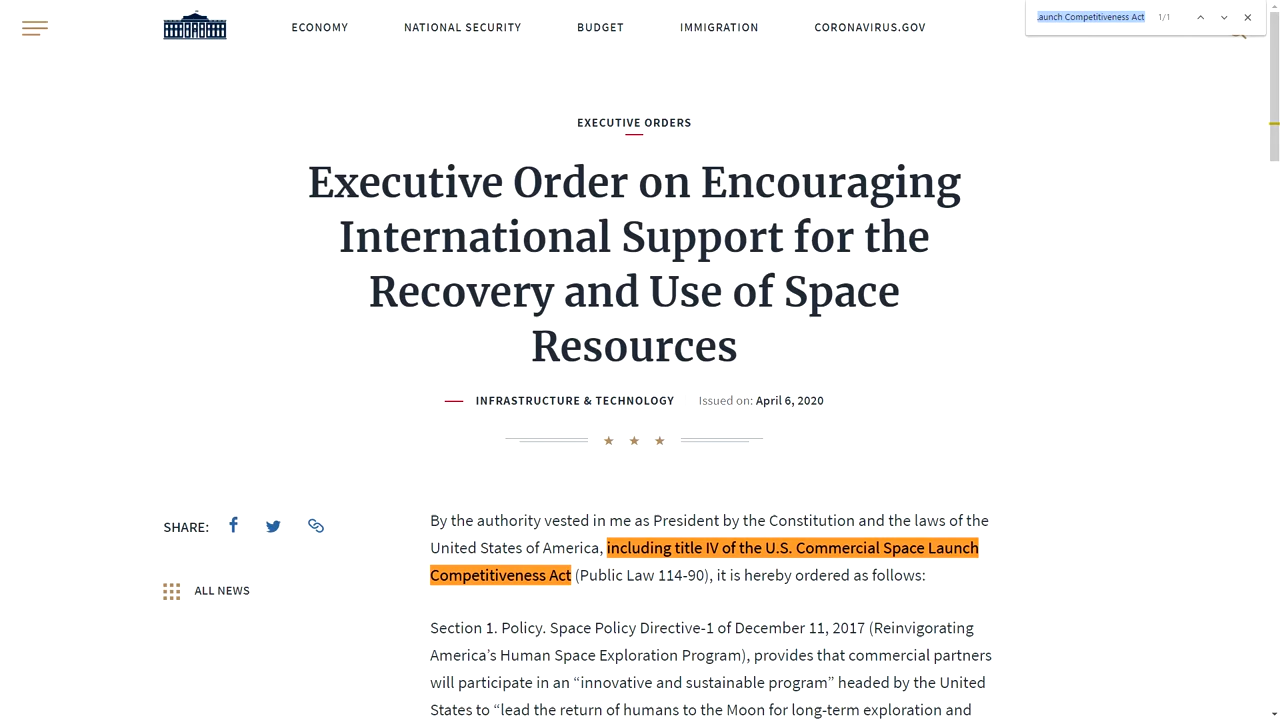 ECONOMY NATIONAL SECURITY BUDGET IMMIGRATION CORONAVIRUS.GOV
aunch Competitiveness Act 1/1
EXECUTIVE ORDERS
Executive Order on Encouraging
International Support for the
Recovery and Use of Space
Resources
INFRASTRUCTURE & TECHNOLOGY Issued on: April 6, 2020
SHARE:
ALL NEWS
By the authority vested in me as President by the Constitution and the laws of the
United States of America, including title IV of the U.S. Commercial Space Launch
Competitiveness Act (Public Law 114-90), it is hereby ordered as follows:
Section 1. Policy. Space Policy Directive-1 of December 11, 2017 (Reinvigorating
America’s Human Space Exploration Program), provides that commercial partners
will participate in an “innovative and sustainable program” headed by the United
States to “lead the return of humans to the Moon for long-term exploration and